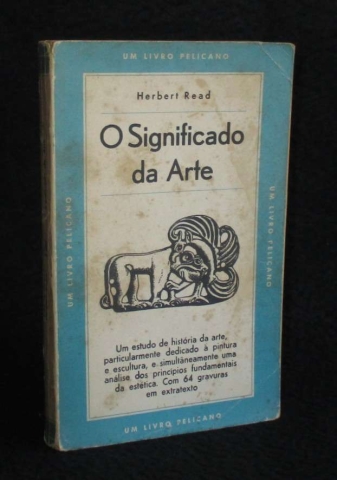 UM LIVRO PELICANO
Herbert Read
O Significado
da Arte
UM LIVRO PELICANO
UM LIVRO PELICANO
Um estudo de história da arte,
particularmente dedicado à pintura
e escultura, e simultâneamente uma
análise dos princípios fundamentais
da estética. Com 64 gravuras
em extratexto
UM LIVRO PELICANO